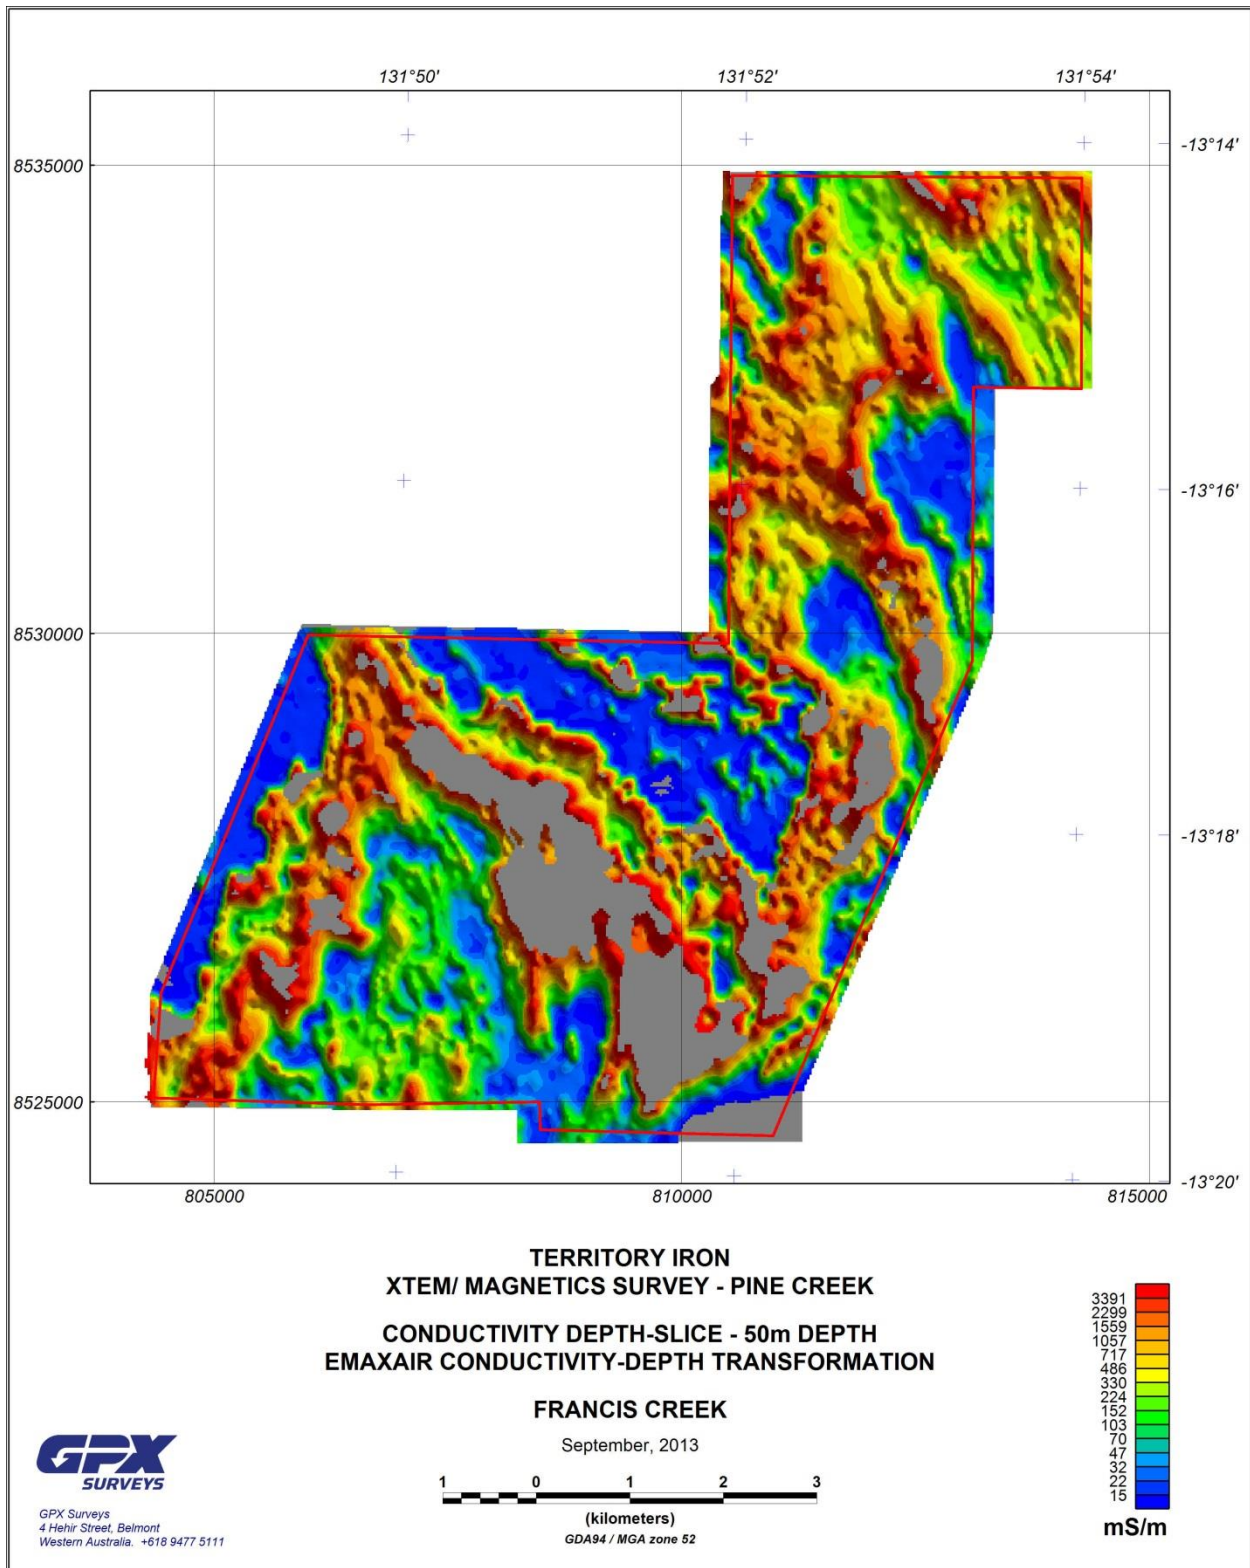 131°50' 131°52' 131°54'
8535000
-13°14'
-13°16'
8530000
-13°18'
8525000
-13°20'
805000 810000 815000
TERRITORY IRON
XTEM/ MAGNETICS SURVEY - PINE CREEK
CONDUCTIVITY DEPTH-SLICE - 50m DEPTH
EMAXAIR CONDUCTIVITY-DEPTH TRANSFORMATION
FRANCIS CREEK
September, 2013
1 0 1 2 3
(kilometers)
GDA94 / MGA zone 52
GPX
SURVEYS
GPX Surveys
4 Hehir Street, Belmont
Western Australia. +618 9477 5111
3391
2299
1559
1057
717
486
330
224
152
103
70
47
32
22
15
mS/m